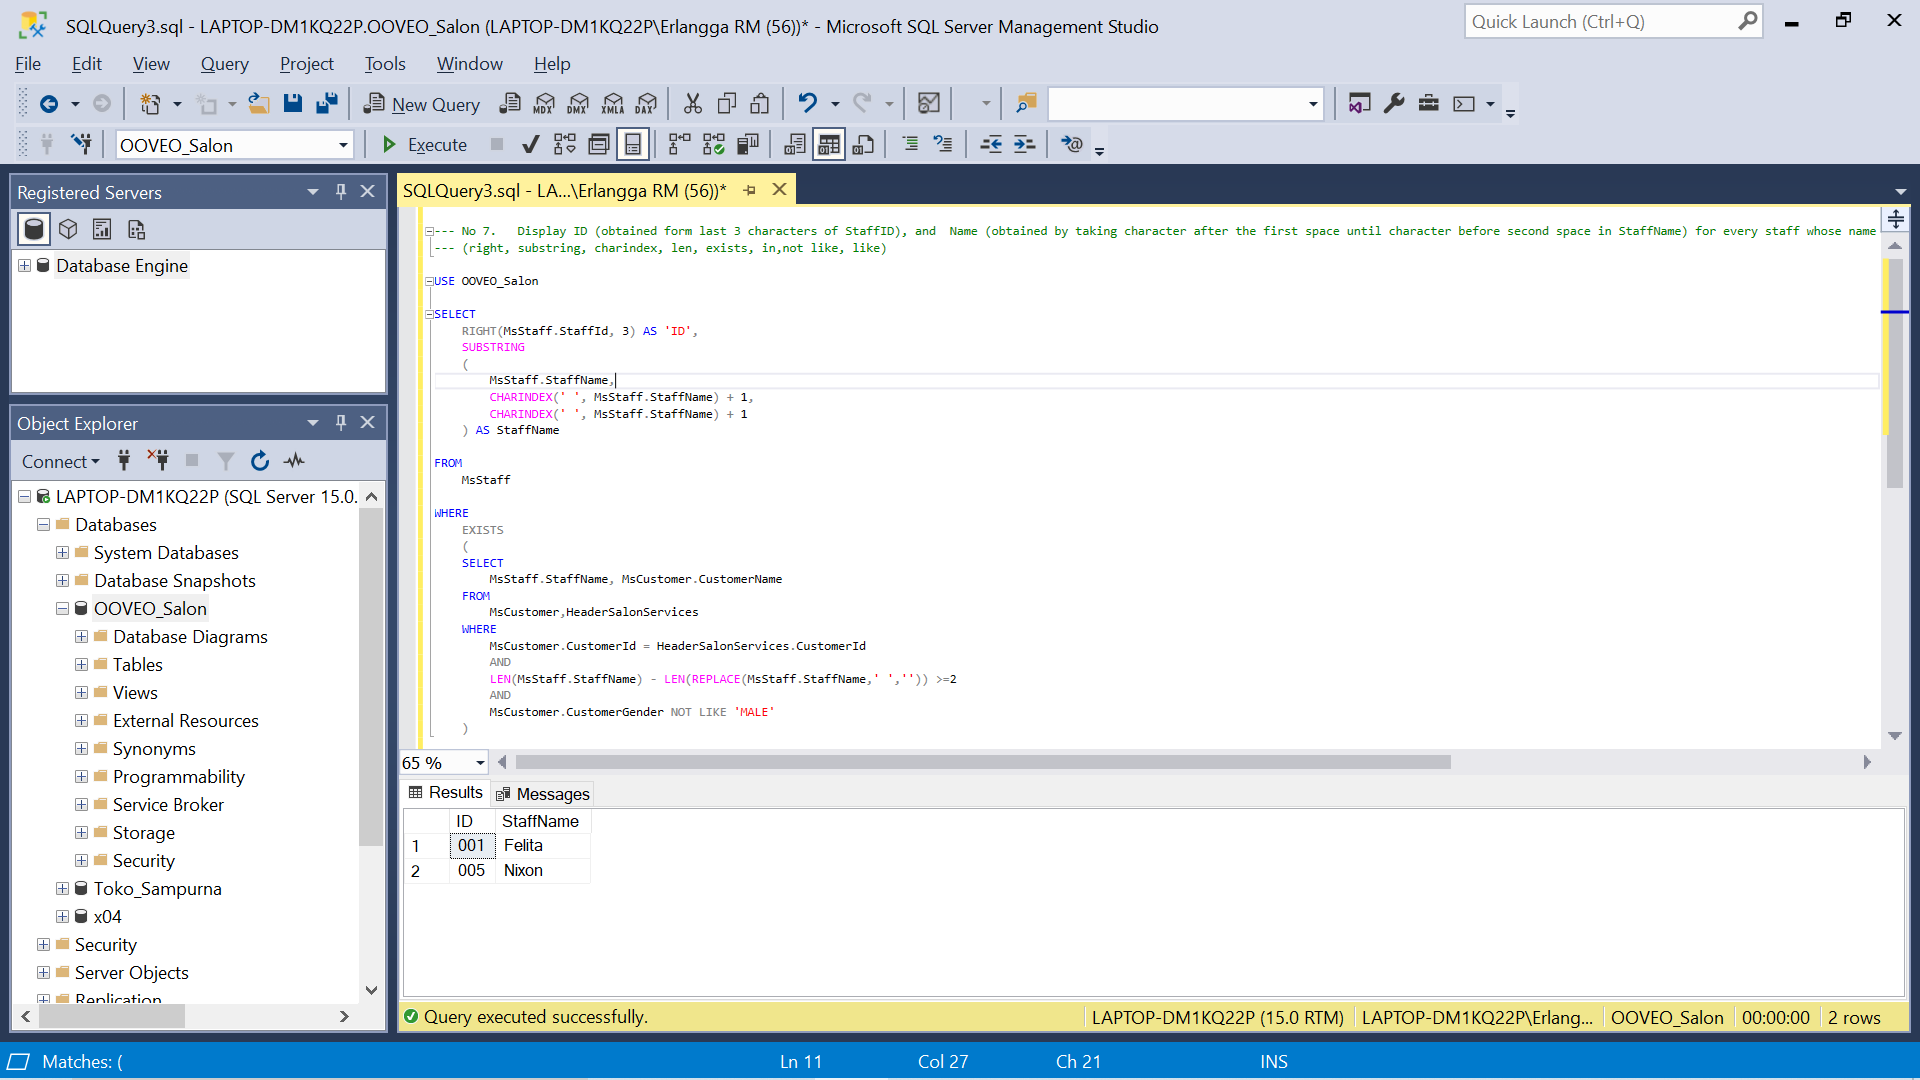 SQLQuery3.sql - LAPTOP-DM1KQ22P.OOVEO_Salon (LAPTOP-DM1KQ22P\Erlangga RM (56))* - Microsoft SQL Server Management Studio
Quick Launch (Ctrl+Q)
File Edit View Query Project Tools Window Help
New Query MDX DMX XMLA DAX
OOVEO_Salon Execute
Registered Servers
Database Engine
Object Explorer
Connect
LAPTOP-DM1KQ22P (SQL Server 15.0.
Databases
System Databases
Database Snapshots
OOVEO_Salon
Database Diagrams
Tables
Views
External Resources
Synonyms
Programmability
Service Broker
Storage
Security
Toko_Sampurna
x04
Security
Server Objects
Replication
SQLQuery3.sql - LA...\Erlangga RM (56))*
--- No 7.   Display ID (obtained form last 3 characters of StaffID), and  Name (obtained by taking character after the first space until character before second space in StaffName) for every staff whose name
--- (right, substring, charindex, len, exists, in,not like, like)
USE OOVEO_Salon
SELECT
RIGHT(MsStaff.StaffId, 3) AS 'ID',
SUBSTRING
(
MsStaff.StaffName,
CHARINDEX(' ', MsStaff.StaffName) + 1,
CHARINDEX(' ', MsStaff.StaffName) + 1
) AS StaffName
FROM
MsStaff
WHERE
EXISTS
(
SELECT
MsStaff.StaffName, MsCustomer.CustomerName
FROM
MsCustomer,HeaderSalonServices
WHERE
MsCustomer.CustomerId = HeaderSalonServices.CustomerId
AND
LEN(MsStaff.StaffName) - LEN(REPLACE(MsStaff.StaffName,' ','')) >=2
AND
MsCustomer.CustomerGender NOT LIKE 'MALE'
)
65 %
Results Messages
ID StaffName
1 001 Felita
2 005 Nixon
Query executed successfully. LAPTOP-DM1KQ22P (15.0 RTM) LAPTOP-DM1KQ22P\Erlang... OOVEO_Salon 00:00:00 2 rows
Matches: ( Ln 11 Col 27 Ch 21 INS